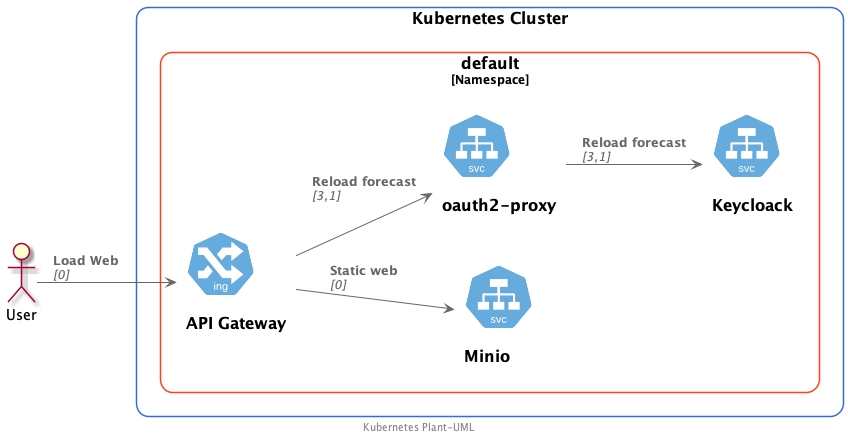 Kubernetes Cluster
default
[Namespace]
svc
oauth2-proxy
Reload forecast
[3,1]
svc
Keycloack
Reload forecast
[3,1]
Load Web
[0]
User
ing
API Gateway
Static web
[0]
svc
Minio
Kubernetes Plant-UML